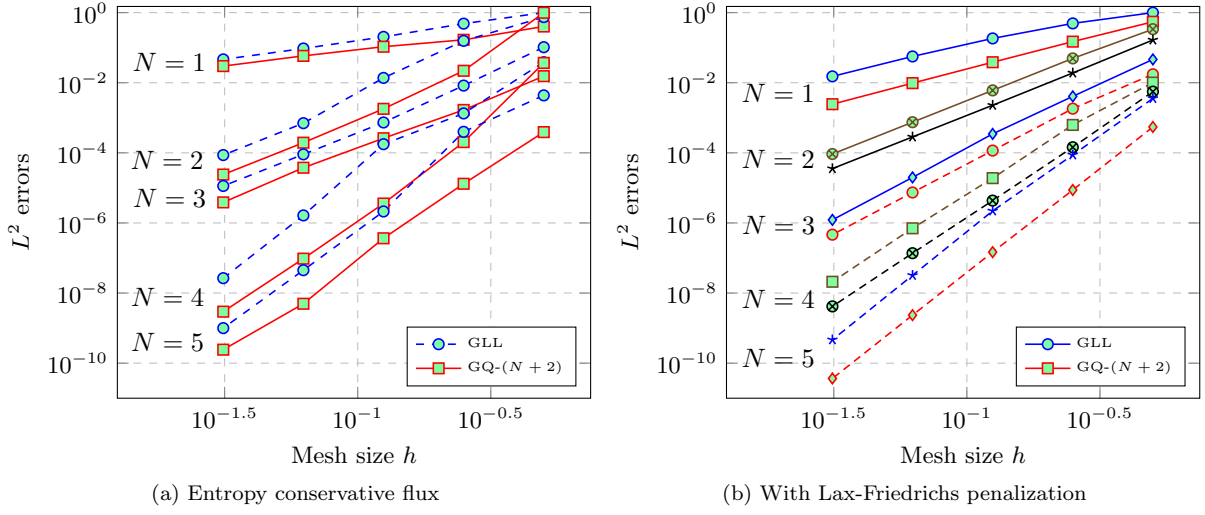 10^0
10^{-2}
10^{-4}
10^{-6}
10^{-8}
10^{-10}
L^2 errors
N = 1
N = 2
N = 3
N = 4
N = 5
GLL
GQ-(N + 2)
10^{-1.5}
10^{-1}
10^{-0.5}
Mesh size h
(a) Entropy conservative flux
10^0
10^{-2}
10^{-4}
10^{-6}
10^{-8}
10^{-10}
L^2 errors
N = 1
N = 2
N = 3
N = 4
N = 5
GLL
GQ-(N + 2)
10^{-1.5}
10^{-1}
10^{-0.5}
Mesh size h
(b) With Lax-Friedrichs penalization